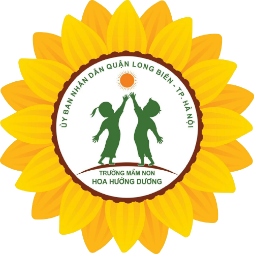 ỦY BAN NHÂN DÂN QUẬN LONG BIÊN - TP. HÀ NỘI
TRƯỜNG MẦM NON
HOA HƯỚNG DƯƠNG